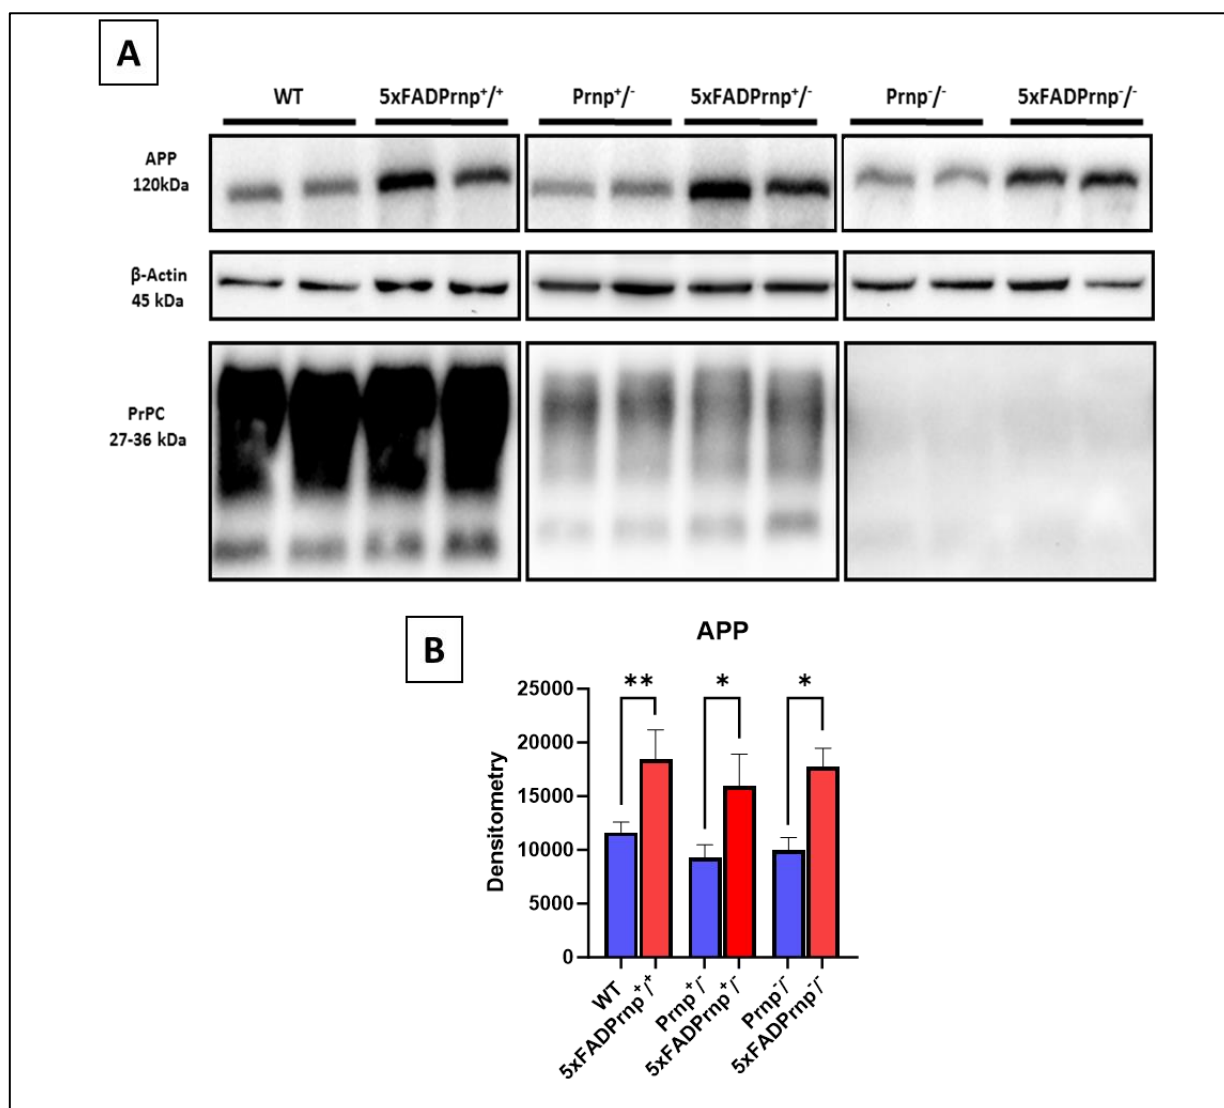 A
WT 5xFADPrnp⁺/⁺ Prnp⁺/⁻ 5xFADPrnp⁺/⁻ Prnp⁻/⁻ 5xFADPrnp⁻/⁻
APP
120kDa
β-Actin
45 kDa
PrPC
27-36 kDa
B
APP
** * *
25000
20000
15000
10000
5000
0
Densitometry
WT
5xFADPrnp⁺/⁺
Prnp⁺/⁻
5xFADPrnp⁺/⁻
Prnp⁻/⁻
5xFADPrnp⁻/⁻